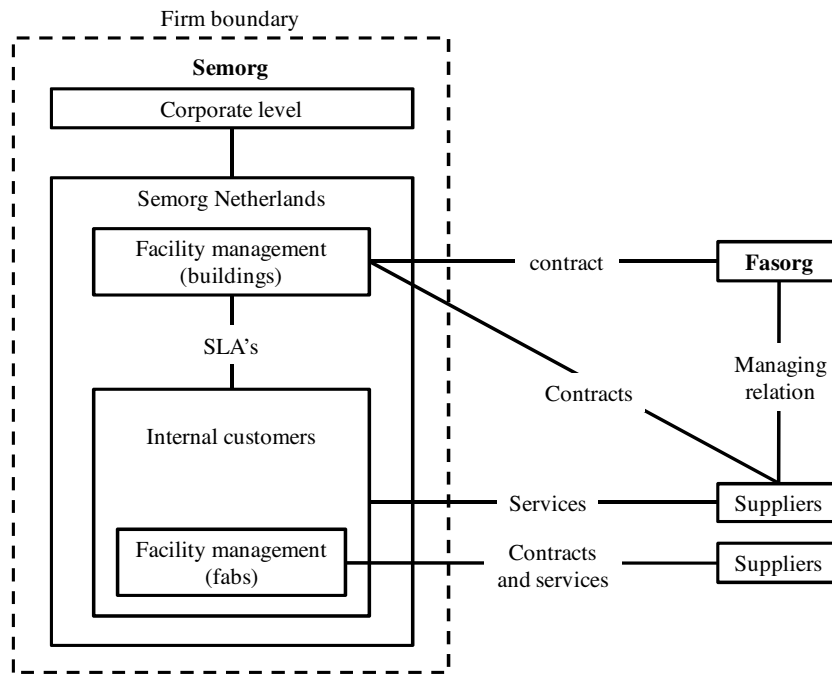 Firm boundary
Semorg
Corporate level
Semorg Netherlands
Facility management
(buildings)
contract
Fasorg
SLA's
Managing
relation
Contracts
Internal customers
Services
Suppliers
Facility management
(fabs)
Contracts
and services
Suppliers